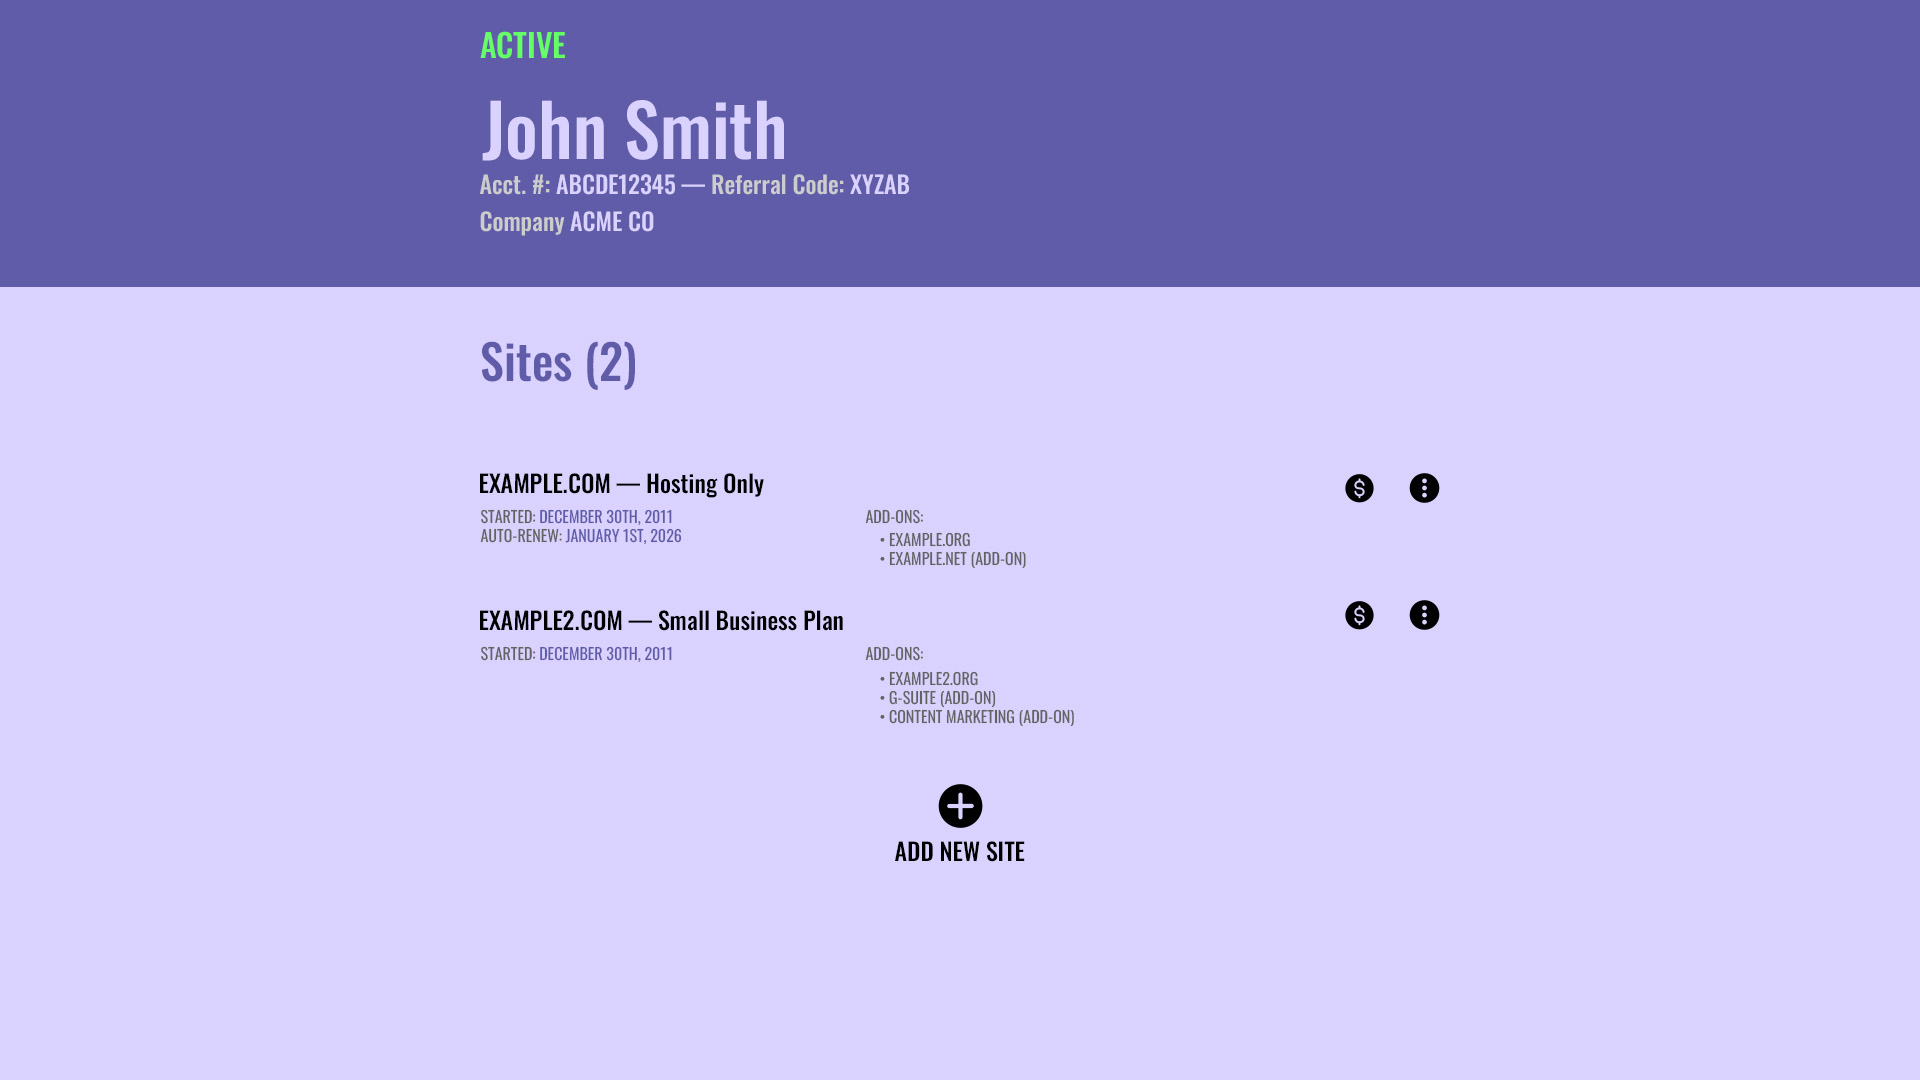 ACTIVE
John Smith
Acct. #: ABCDE12345 — Referral Code: XYZAB
Company ACME CO
Sites (2)
EXAMPLE.COM — Hosting Only
STARTED: DECEMBER 30TH, 2011
AUTO-RENEW: JANUARY 1ST, 2026
ADD-ONS:
• EXAMPLE.ORG
• EXAMPLE.NET (ADD-ON)
EXAMPLE2.COM — Small Business Plan
STARTED: DECEMBER 30TH, 2011
ADD-ONS:
• EXAMPLE2.ORG
• G-SUITE (ADD-ON)
• CONTENT MARKETING (ADD-ON)
ADD NEW SITE